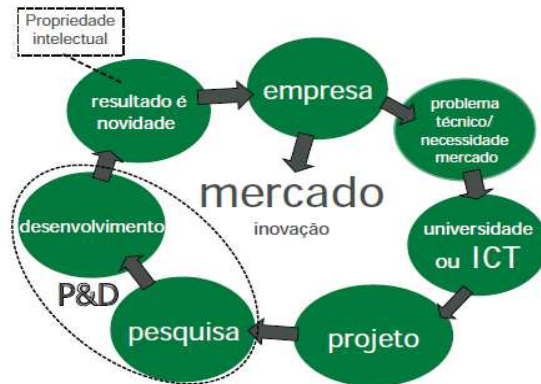 Propriedade
intelectual
resultado é
novidade
empresa
problema
técnico/
necessidade
mercado
mercado
inovação
desenvolvimento
universidade
ou ICT
P&D
pesquisa
projeto